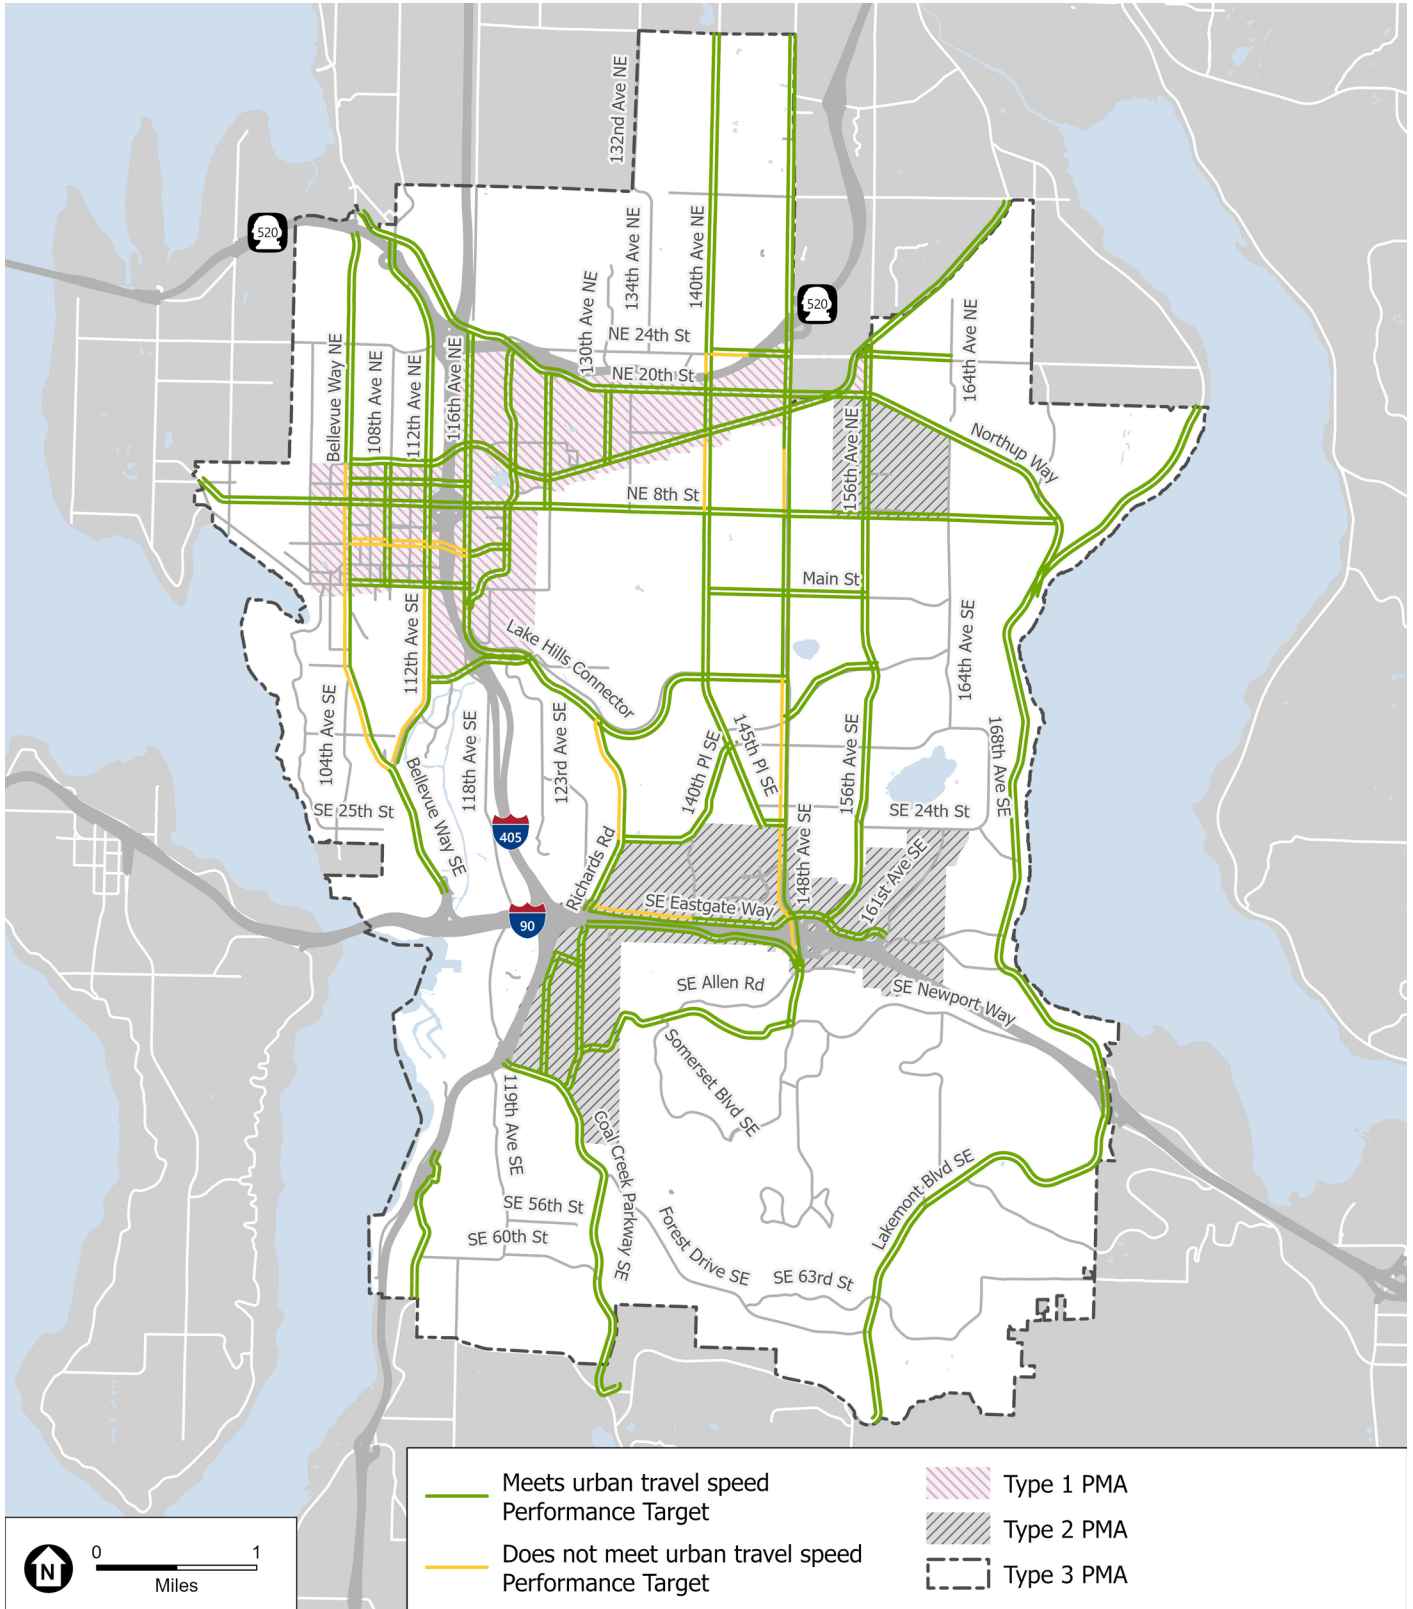 132nd Ave NE
520
134th Ave NE
140th Ave NE
130th Ave NE
520
NE 24th St
164th Ave NE
Bellevue Way NE
108th Ave NE
112th Ave NE
116th Ave NE
NE 20th St
156th Ave NE
Northup Way
NE 8th St
Main St
112th Ave SE
Lake Hills Connector
164th Ave SE
104th Ave SE
118th Ave SE
123rd Ave SE
140th Pl SE
145th Pl SE
156th Ave SE
168th Ave SE
SE 25th St
Bellevue Way SE
405
Richards Rd
148th Ave SE
SE 24th St
161st Ave SE
SE Eastgate Way
90
SE Allen Rd
SE Newport Way
Somerset Blvd SE
119th Ave SE
Coal Creek Parkway SE
Lakemont Blvd SE
SE 56th St
SE 60th St
Forest Drive SE
SE 63rd St
Meets urban travel speed
Performance Target
Does not meet urban travel speed
Performance Target
Type 1 PMA
Type 2 PMA
Type 3 PMA
N
0 1
Miles